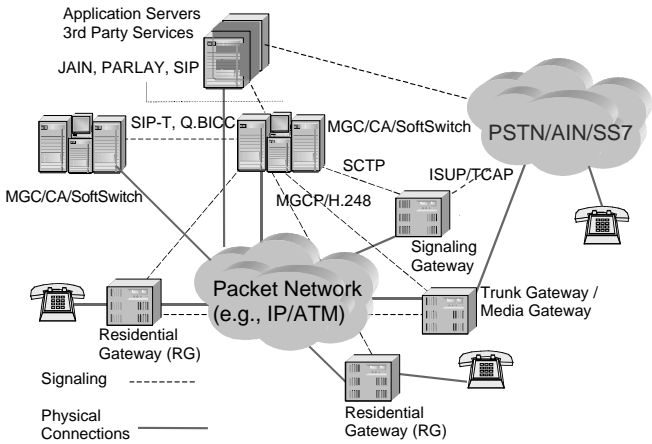 Application Servers
3rd Party Services
JAIN, PARLAY, SIP
SIP-T, Q.BICC
MGC/CA/SoftSwitch
PSTN/AIN/SS7
SCTP
ISUP/TCAP
MGC/CA/SoftSwitch
MGCP/H.248
Signaling
Gateway
Packet Network
(e.g., IP/ATM)
Trunk Gateway /
Media Gateway
Residential
Gateway (RG)
Signaling
Residential
Gateway (RG)
Physical
Connections